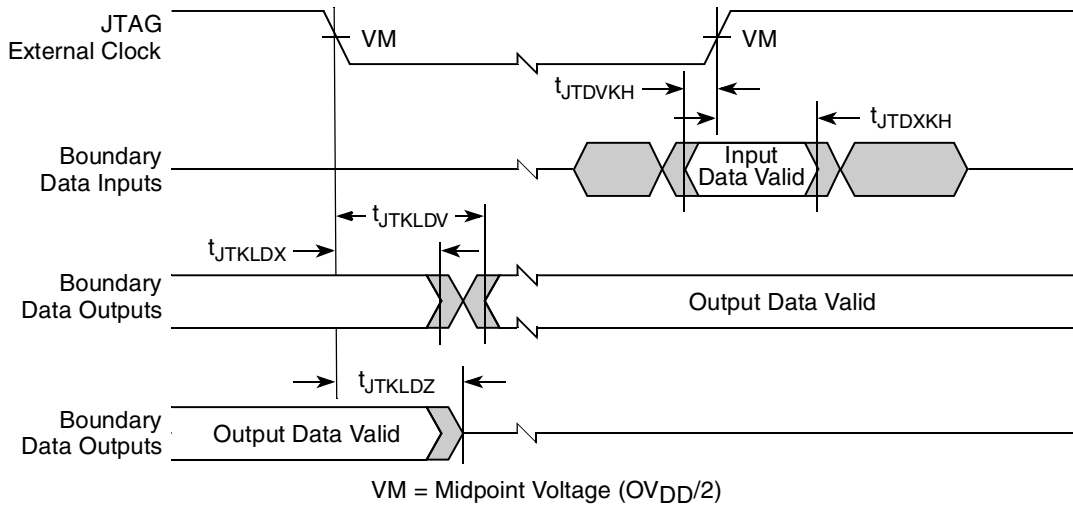 JTAG
External Clock
VM
VM
tJTDVKH
tJTDXKH
Boundary
Data Inputs
Input
Data Valid
tJTKLDV
tJTKLDX
Boundary
Data Outputs
Output Data Valid
tJTKLDZ
Boundary
Data Outputs
Output Data Valid
VM = Midpoint Voltage (OVDD/2)